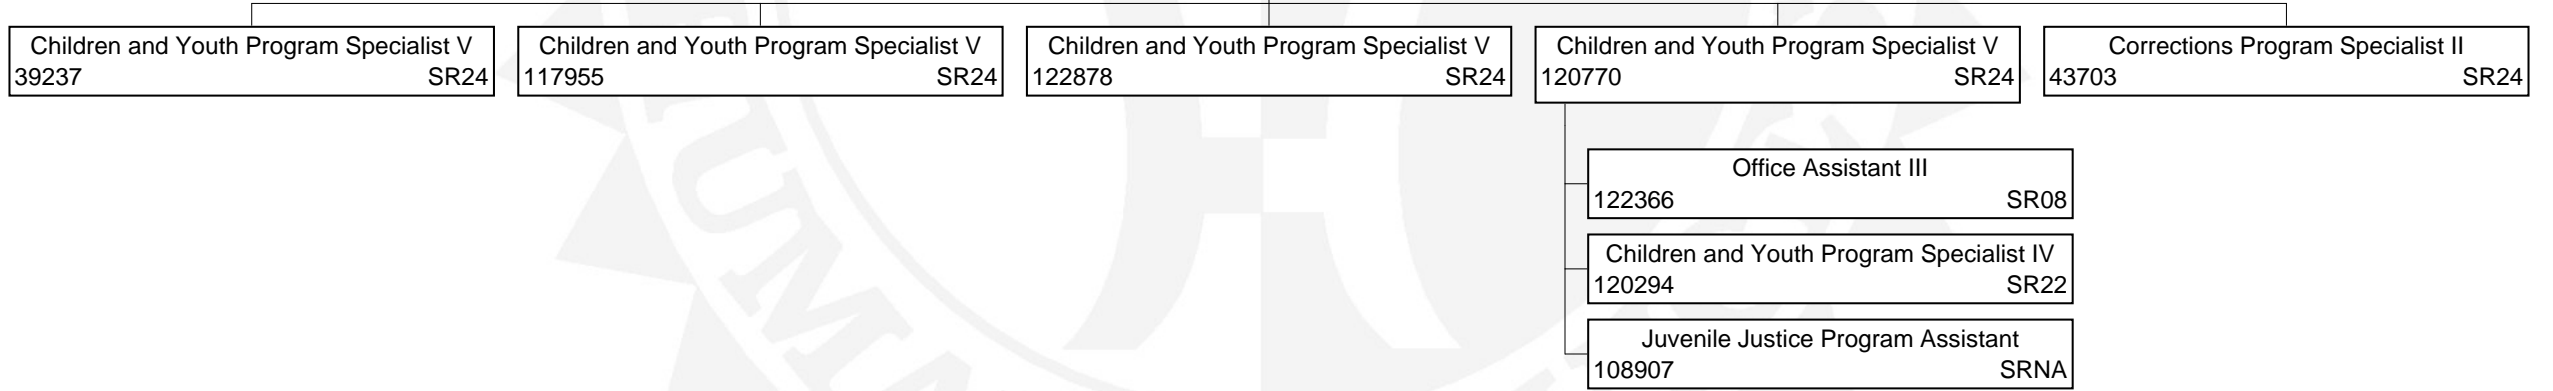 Children and Youth Program Specialist V
39237 SR24
Children and Youth Program Specialist V
117955 SR24
Children and Youth Program Specialist V
122878 SR24
Children and Youth Program Specialist V
120770 SR24
Corrections Program Specialist II
43703 SR24
Office Assistant III
122366 SR08
Children and Youth Program Specialist IV
120294 SR22
Juvenile Justice Program Assistant
108907 SRNA